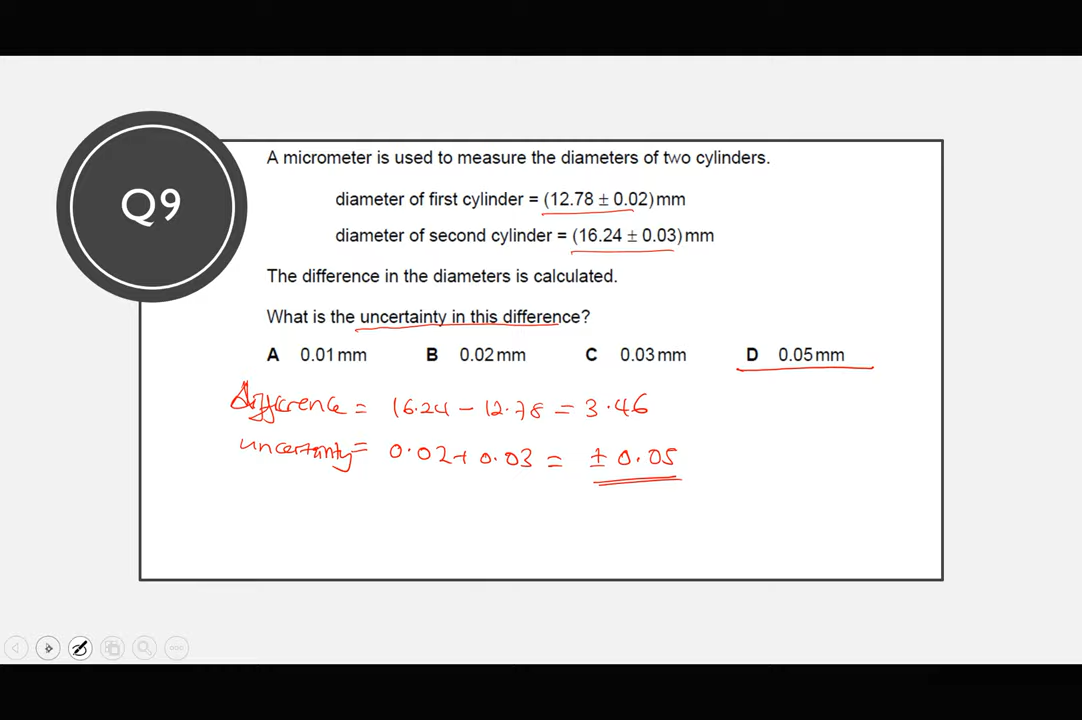 Q9
A micrometer is used to measure the diameters of two cylinders.
diameter of first cylinder = (12.78 ± 0.02) mm
diameter of second cylinder = (16.24 ± 0.03) mm
The difference in the diameters is calculated.
What is the uncertainty in this difference?
A 0.01 mm B 0.02 mm C 0.03 mm D 0.05 mm
difference = 16.24 - 12.78 = 3.46
uncertainty = 0.02 + 0.03 = ± 0.05